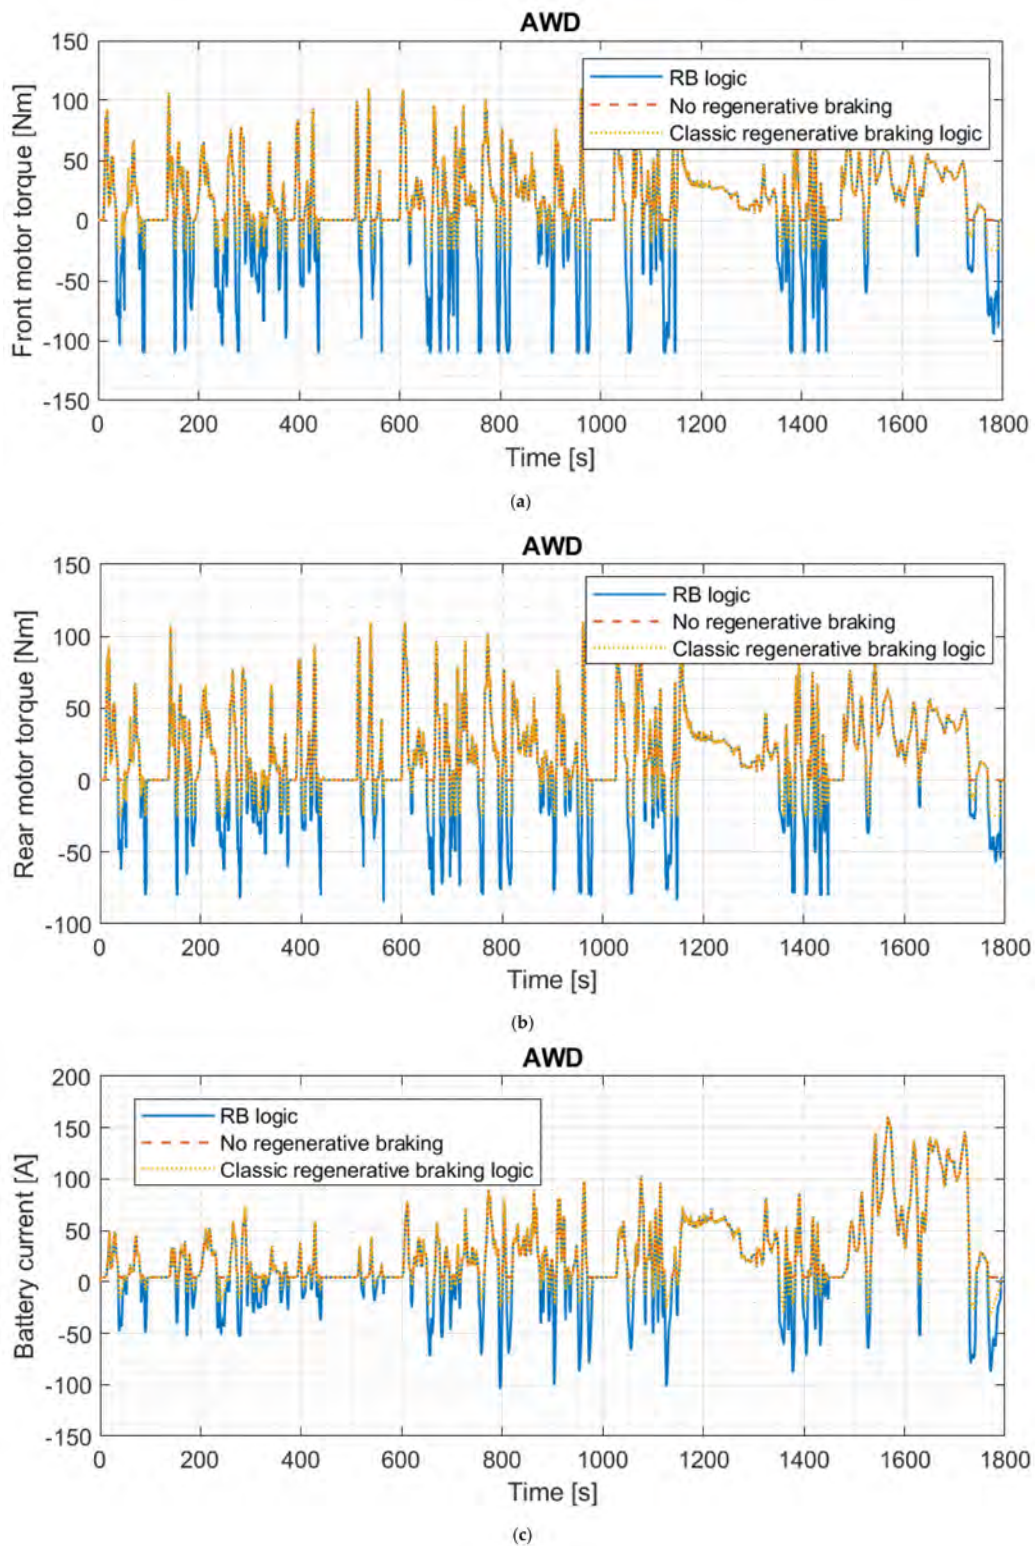 AWD
150
100
50
0
-50
-100
-150
Front motor torque [Nm]
RB logic
No regenerative braking
Classic regenerative braking logic
0 200 400 600 800 1000 1200 1400 1600 1800
Time [s]
(a)
AWD
150
100
50
0
-50
-100
Rear motor torque [Nm]
RB logic
No regenerative braking
Classic regenerative braking logic
0 200 400 600 800 1000 1200 1400 1600 1800
Time [s]
(b)
AWD
200
150
100
50
0
-50
-100
-150
Battery current [A]
RB logic
No regenerative braking
Classic regenerative braking logic
0 200 400 600 800 1000 1200 1400 1600 1800
Time [s]
(c)